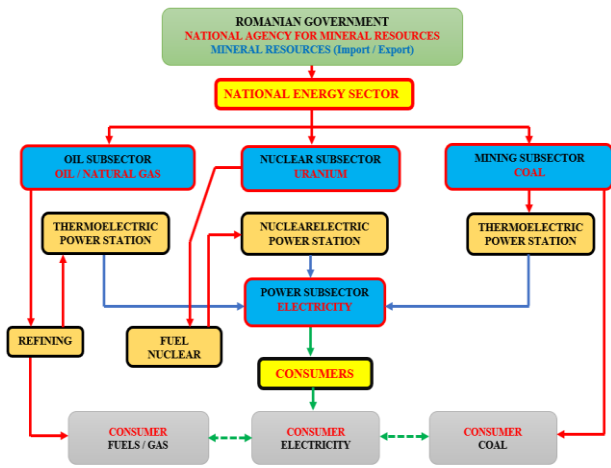 ROMANIAN GOVERNMENT
NATIONAL AGENCY FOR MINERAL RESOURCES
MINERAL RESOURCES (Import / Export)
NATIONAL ENERGY SECTOR
OIL SUBSECTOR
OIL / NATURAL GAS
NUCLEAR SUBSECTOR
URANIUM
MINING SUBSECTOR
COAL
THERMOELECTRIC
POWER STATION
NUCLEARELECTRIC
POWER STATION
THERMOELECTRIC
POWER STATION
POWER SUBSECTOR
ELECTRICITY
REFINING
FUEL
NUCLEAR
CONSUMERS
CONSUMER
FUELS / GAS
CONSUMER
ELECTRICITY
CONSUMER
COAL